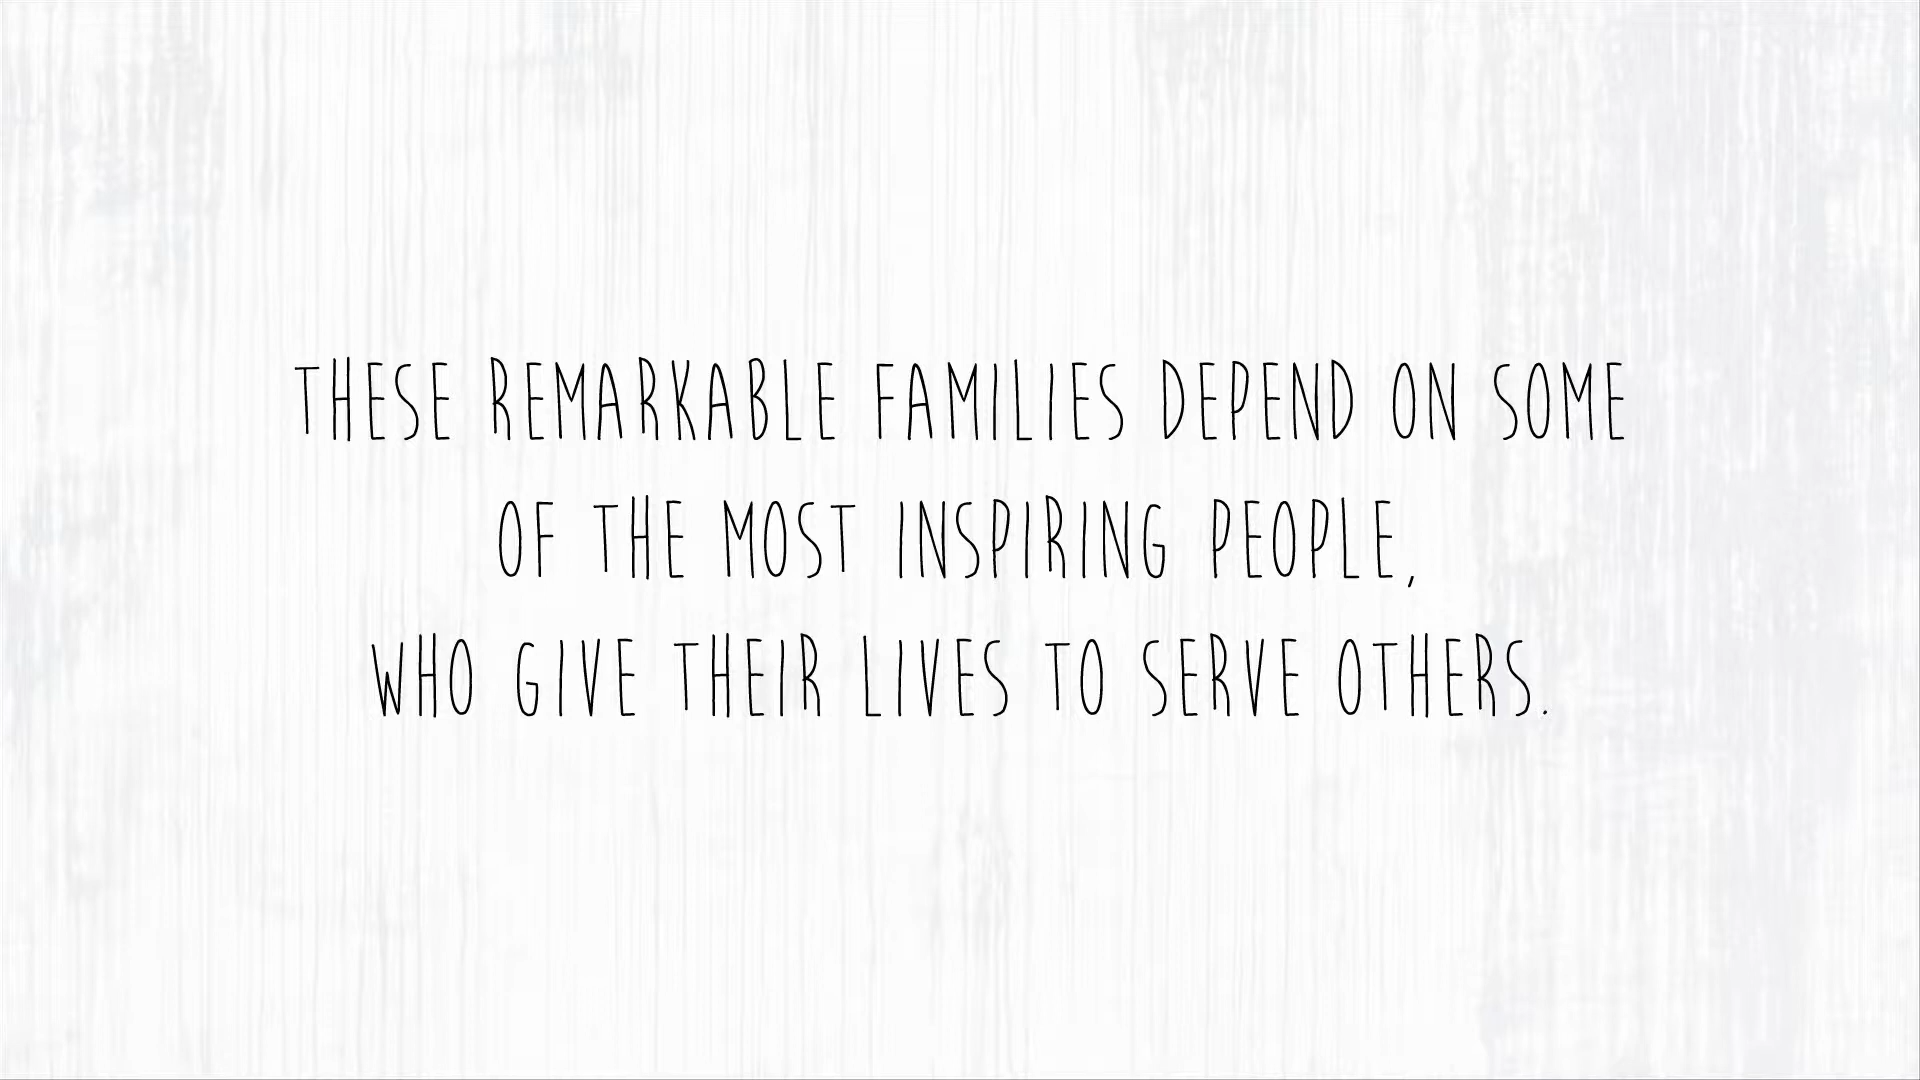 THESE REMARKABLE FAMILIES DEPEND ON SOME
OF THE MOST INSPIRING PEOPLE,
WHO GIVE THEIR LIVES TO SERVE OTHERS.